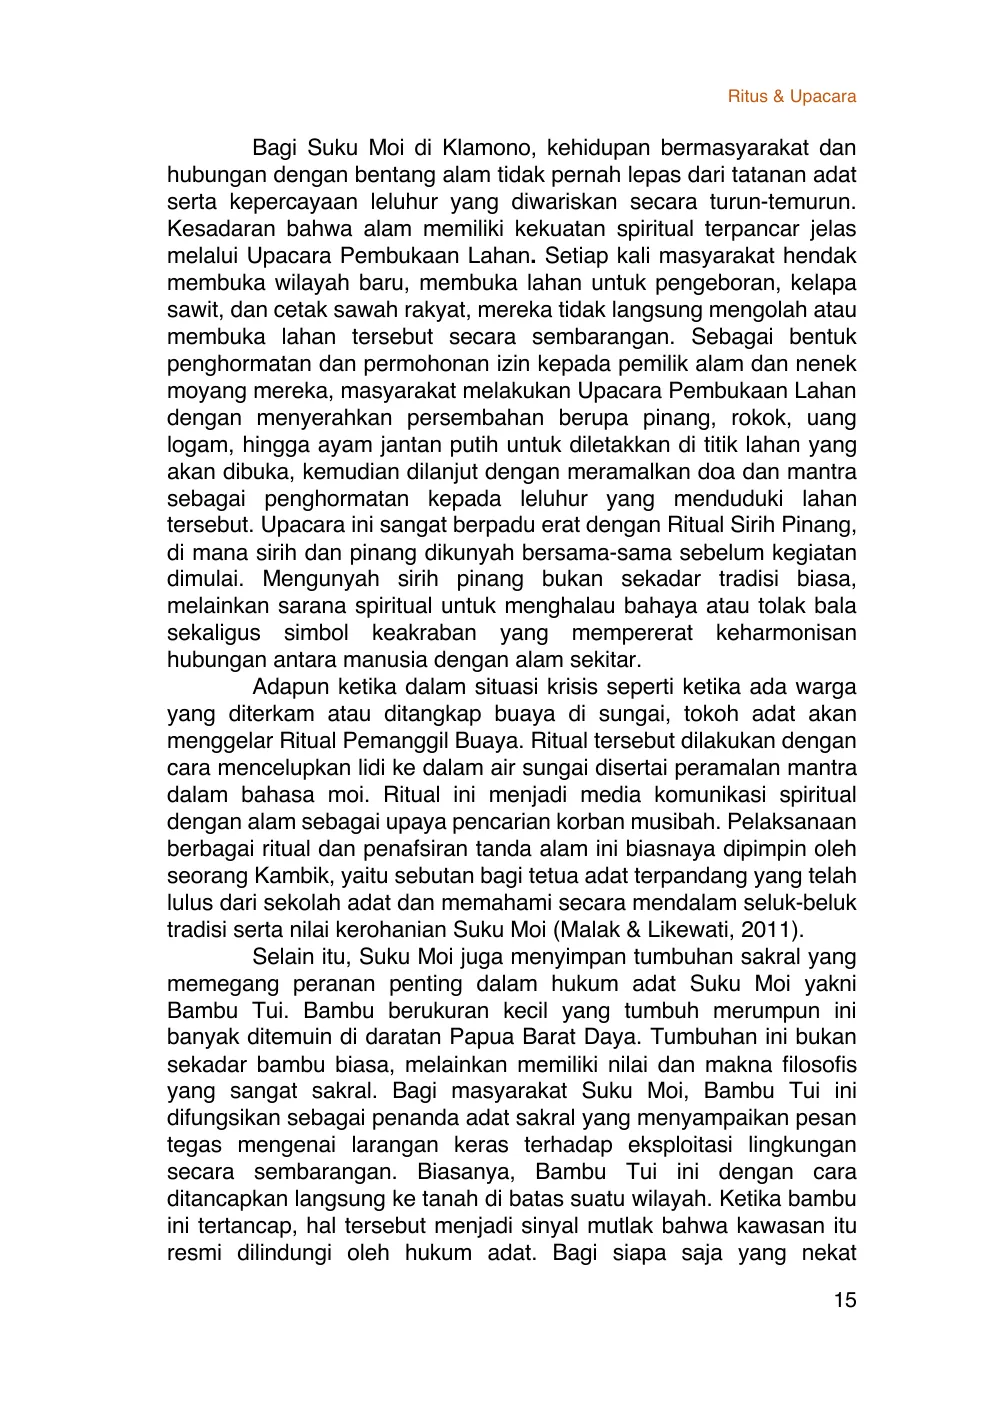 Ritus & Upacara
Bagi Suku Moi di Klamono, kehidupan bermasyarakat dan
hubungan dengan bentang alam tidak pernah lepas dari tatanan adat
serta kepercayaan leluhur yang diwariskan secara turun-temurun.
Kesadaran bahwa alam memiliki kekuatan spiritual terpancar jelas
melalui Upacara Pembukaan Lahan. Setiap kali masyarakat hendak
membuka wilayah baru, membuka lahan untuk pengeboran, kelapa
sawit, dan cetak sawah rakyat, mereka tidak langsung mengolah atau
membuka lahan tersebut secara sembarangan. Sebagai bentuk
penghormatan dan permohonan izin kepada pemilik alam dan nenek
moyang mereka, masyarakat melakukan Upacara Pembukaan Lahan
dengan menyerahkan persembahan berupa pinang, rokok, uang
logam, hingga ayam jantan putih untuk diletakkan di titik lahan yang
akan dibuka, kemudian dilanjut dengan meramalkan doa dan mantra
sebagai penghormatan kepada leluhur yang menduduki lahan
tersebut. Upacara ini sangat berpadu erat dengan Ritual Sirih Pinang,
di mana sirih dan pinang dikunyah bersama-sama sebelum kegiatan
dimulai. Mengunyah sirih pinang bukan sekadar tradisi biasa,
melainkan sarana spiritual untuk menghalau bahaya atau tolak bala
sekaligus simbol keakraban yang mempererat keharmonisan
hubungan antara manusia dengan alam sekitar.
Adapun ketika dalam situasi krisis seperti ketika ada warga
yang diterkam atau ditangkap buaya di sungai, tokoh adat akan
menggelar Ritual Pemanggil Buaya. Ritual tersebut dilakukan dengan
cara mencelupkan lidi ke dalam air sungai disertai peramalan mantra
dalam bahasa moi. Ritual ini menjadi media komunikasi spiritual
dengan alam sebagai upaya pencarian korban musibah. Pelaksanaan
berbagai ritual dan penafsiran tanda alam ini biasnaya dipimpin oleh
seorang Kambik, yaitu sebutan bagi tetua adat terpandang yang telah
lulus dari sekolah adat dan memahami secara mendalam seluk-beluk
tradisi serta nilai kerohanian Suku Moi (Malak & Likewati, 2011).
Selain itu, Suku Moi juga menyimpan tumbuhan sakral yang
memegang peranan penting dalam hukum adat Suku Moi yakni
Bambu Tui. Bambu berukuran kecil yang tumbuh merumpun ini
banyak ditemuin di daratan Papua Barat Daya. Tumbuhan ini bukan
sekadar bambu biasa, melainkan memiliki nilai dan makna filosofis
yang sangat sakral. Bagi masyarakat Suku Moi, Bambu Tui ini
difungsikan sebagai penanda adat sakral yang menyampaikan pesan
tegas mengenai larangan keras terhadap eksploitasi lingkungan
secara sembarangan. Biasanya, Bambu Tui ini dengan cara
ditancapkan langsung ke tanah di batas suatu wilayah. Ketika bambu
ini tertancap, hal tersebut menjadi sinyal mutlak bahwa kawasan itu
resmi dilindungi oleh hukum adat. Bagi siapa saja yang nekat
15